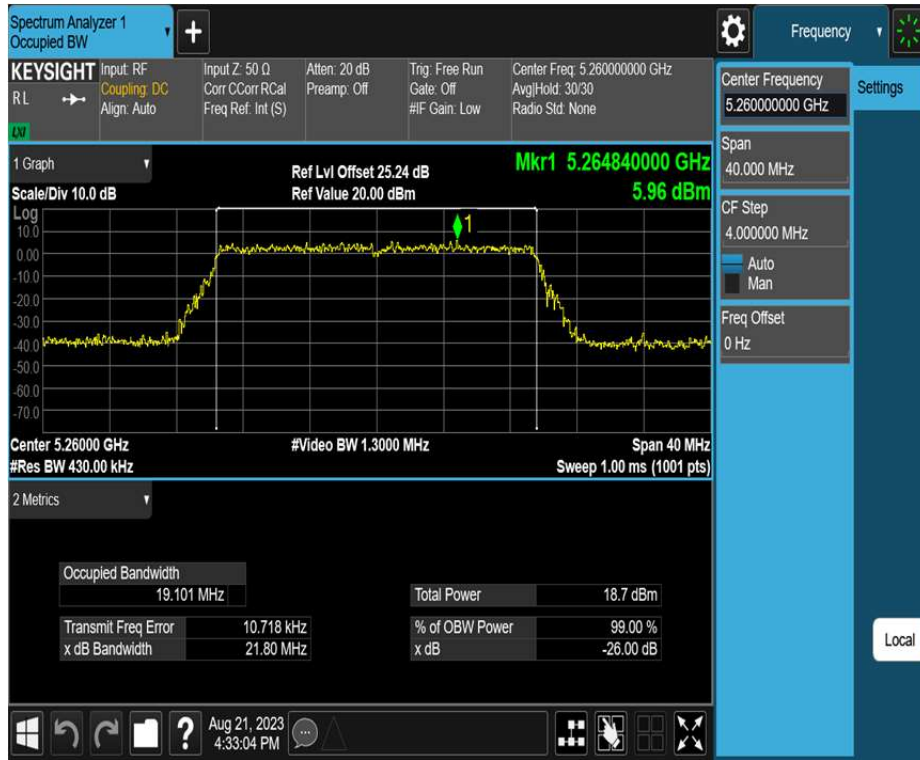 Spectrum Analyzer 1
Occupied BW
+
Frequency
KEYSIGHT
RL
LXI
Input: RF
Coupling: DC
Align: Auto
Input Z: 50 Ω
Corr CCorr RCal
Freq Ref: Int (S)
Atten: 20 dB
Preamp: Off
Trig: Free Run
Gate: Off
#IF Gain: Low
Center Freq: 5.260000000 GHz
Avg|Hold: 30/30
Radio Std: None
Center Frequency
5.260000000 GHz
Settings
Span
40.000 MHz
CF Step
4.000000 MHz
Auto
Man
Freq Offset
0 Hz
Local
1 Graph
Scale/Div 10.0 dB
Ref Lvl Offset 25.24 dB
Ref Value 20.00 dBm
Mkr1 5.264840000 GHz
5.96 dBm
Log
10.0
0.00
-10.0
-20.0
-30.0
-40.0
-50.0
-60.0
-70.0
1
Center 5.26000 GHz
#Video BW 1.3000 MHz
Span 40 MHz
#Res BW 430.00 kHz
Sweep 1.00 ms (1001 pts)
2 Metrics
Occupied Bandwidth
19.101 MHz
Total Power 18.7 dBm
Transmit Freq Error 10.718 kHz
% of OBW Power 99.00 %
x dB Bandwidth 21.80 MHz
x dB -26.00 dB
?
Aug 21, 2023
4:33:04 PM